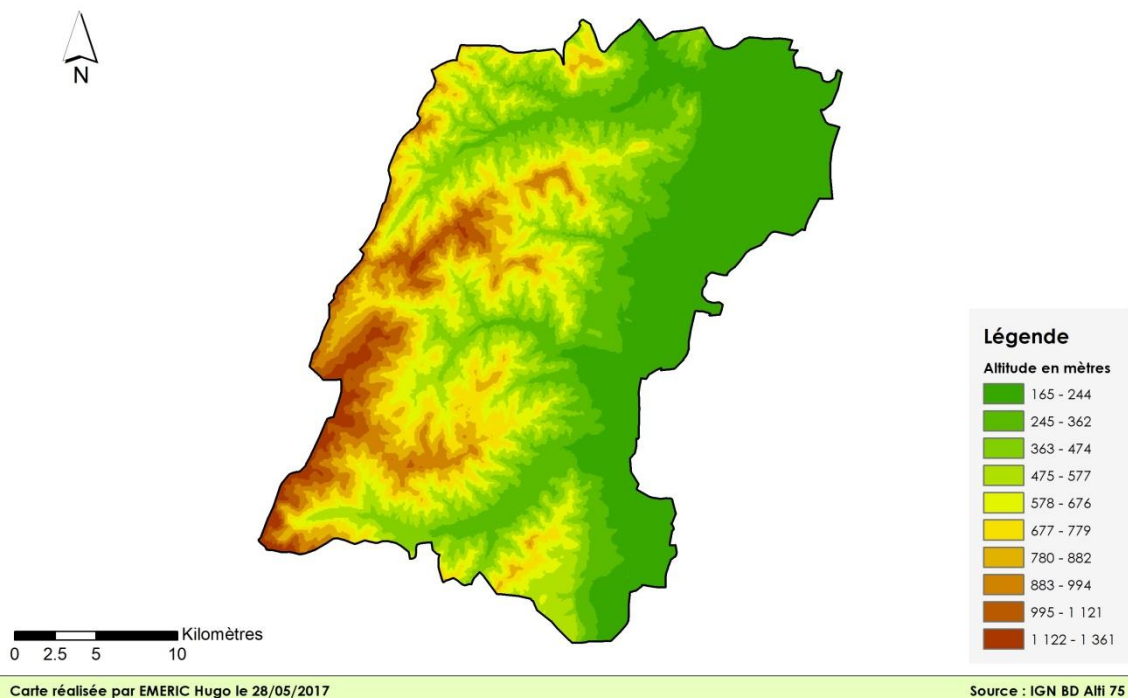 N
Légende
Altitude en mètres
165 - 244
245 - 362
363 - 474
475 - 577
578 - 676
677 - 779
780 - 882
883 - 994
995 - 1 121
1 122 - 1 361
Kilomètres
0 2.5 5 10
Carte réalisée par EMERIC Hugo le 28/05/2017
Source : IGN BD Alti 75